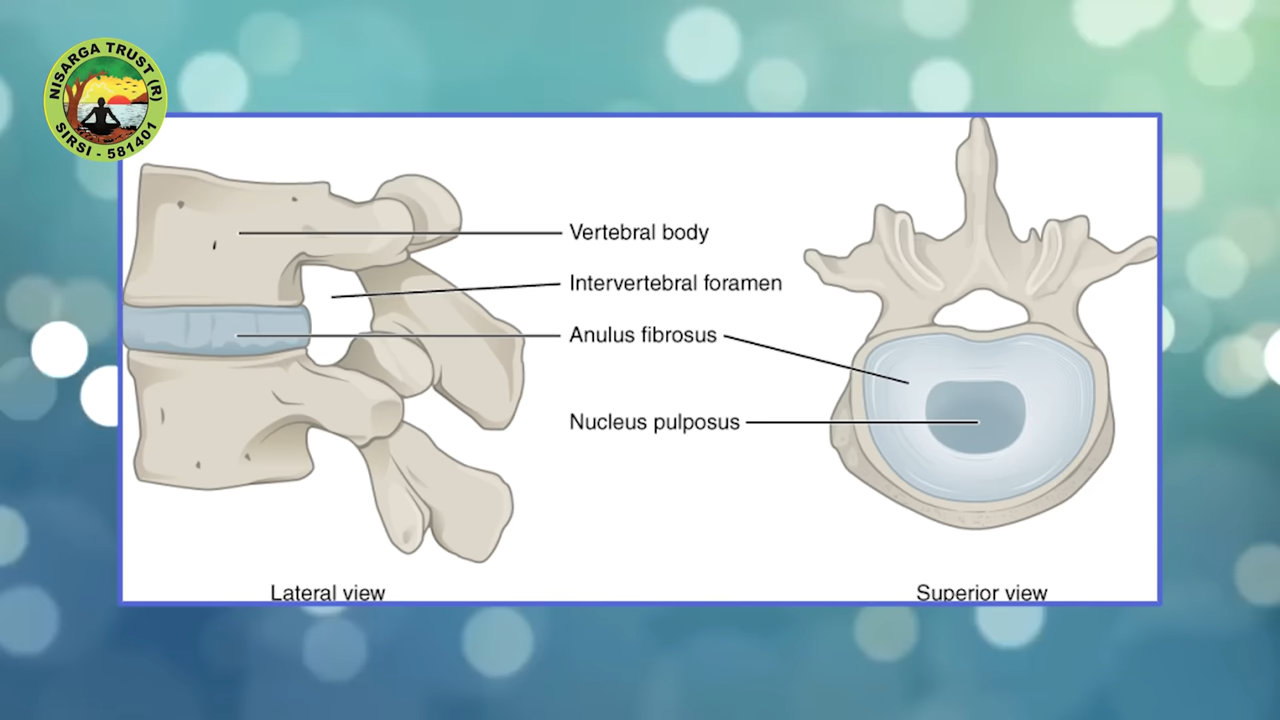 NISARGA TRUST (R)
SIRSI - 581401
Vertebral body
Intervertebral foramen
Anulus fibrosus
Nucleus pulposus
Lateral view
Superior view